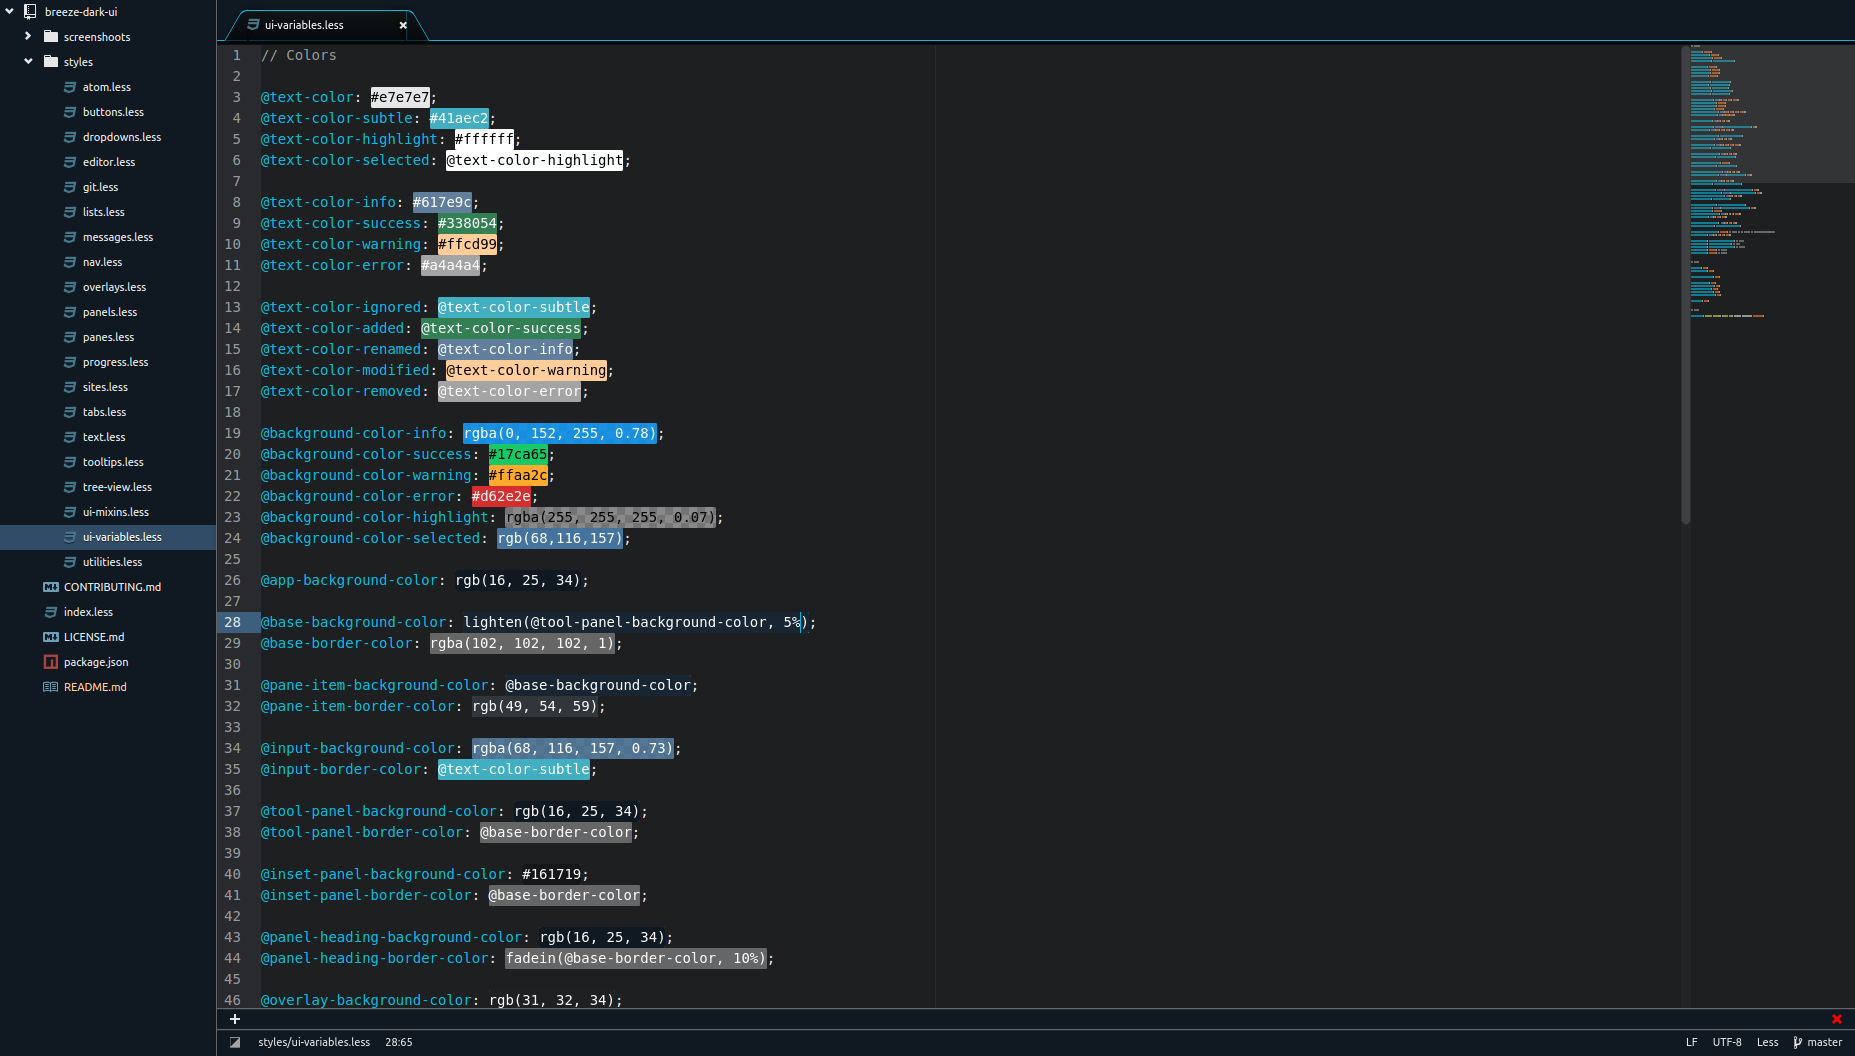 breeze-dark-ui
screenshoots
styles
atom.less
buttons.less
dropdowns.less
editor.less
git.less
lists.less
messages.less
nav.less
overlays.less
panels.less
panes.less
progress.less
sites.less
tabs.less
text.less
tooltips.less
tree-view.less
ui-mixins.less
ui-variables.less
utilities.less
CONTRIBUTING.md
index.less
LICENSE.md
package.json
README.md
ui-variables.less ×
1 // Colors
2
3 @text-color: #e7e7e7;
4 @text-color-subtle: #41aec2;
5 @text-color-highlight: #ffffff;
6 @text-color-selected: @text-color-highlight;
7
8 @text-color-info: #617e9c;
9 @text-color-success: #338054;
10 @text-color-warning: #ffcd99;
11 @text-color-error: #a4a4a4;
12
13 @text-color-ignored: @text-color-subtle;
14 @text-color-added: @text-color-success;
15 @text-color-renamed: @text-color-info;
16 @text-color-modified: @text-color-warning;
17 @text-color-removed: @text-color-error;
18
19 @background-color-info: rgba(0, 152, 255, 0.78);
20 @background-color-success: #17ca65;
21 @background-color-warning: #ffaa2c;
22 @background-color-error: #d62e2e;
23 @background-color-highlight: rgba(255, 255, 255, 0.07);
24 @background-color-selected: rgb(68,116,157);
25
26 @app-background-color: rgb(16, 25, 34);
27
28 @base-background-color: lighten(@tool-panel-background-color, 5%);
29 @base-border-color: rgba(102, 102, 102, 1);
30
31 @pane-item-background-color: @base-background-color;
32 @pane-item-border-color: rgb(49, 54, 59);
33
34 @input-background-color: rgba(68, 116, 157, 0.73);
35 @input-border-color: @text-color-subtle;
36
37 @tool-panel-background-color: rgb(16, 25, 34);
38 @tool-panel-border-color: @base-border-color;
39
40 @inset-panel-background-color: #161719;
41 @inset-panel-border-color: @base-border-color;
42
43 @panel-heading-background-color: rgb(16, 25, 34);
44 @panel-heading-border-color: fadein(@base-border-color, 10%);
45
46 @overlay-background-color: rgb(31, 32, 34);
+
styles/ui-variables.less 28:65 LF UTF-8 Less master